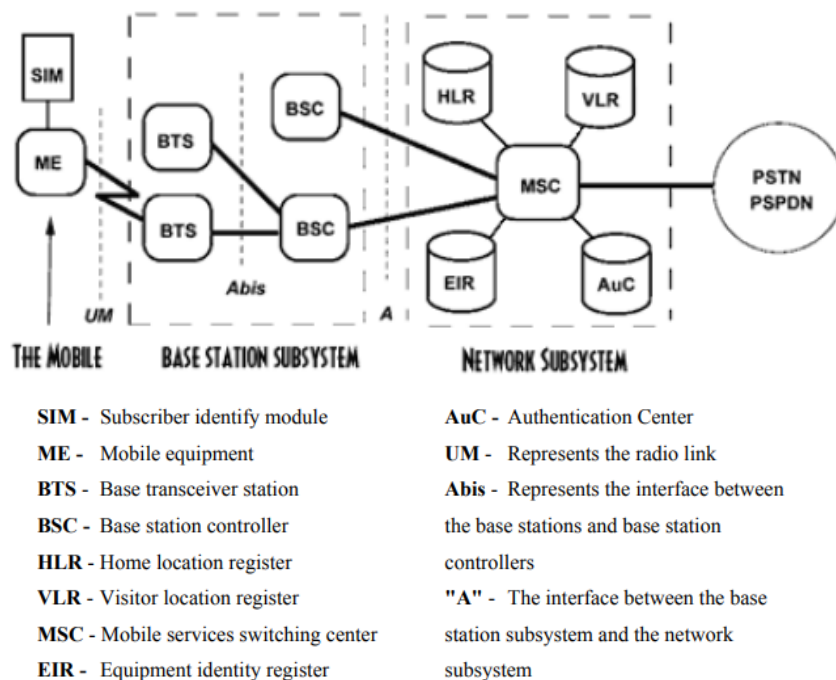 SIM
ME
BTS
BTS
BSC
BSC
HLR
VLR
MSC
EIR
AuC
PSTN
PSPDN
UM
Abis
A
THE MOBILE
BASE STATION SUBSYSTEM
NETWORK SUBSYSTEM
SIM - Subscriber identify module
ME - Mobile equipment
BTS - Base transceiver station
BSC - Base station controller
HLR - Home location register
VLR - Visitor location register
MSC - Mobile services switching center
EIR - Equipment identity register
AuC - Authentication Center
UM - Represents the radio link
Abis - Represents the interface between
the base stations and base station
controllers
"A" - The interface between the base
station subsystem and the network
subsystem